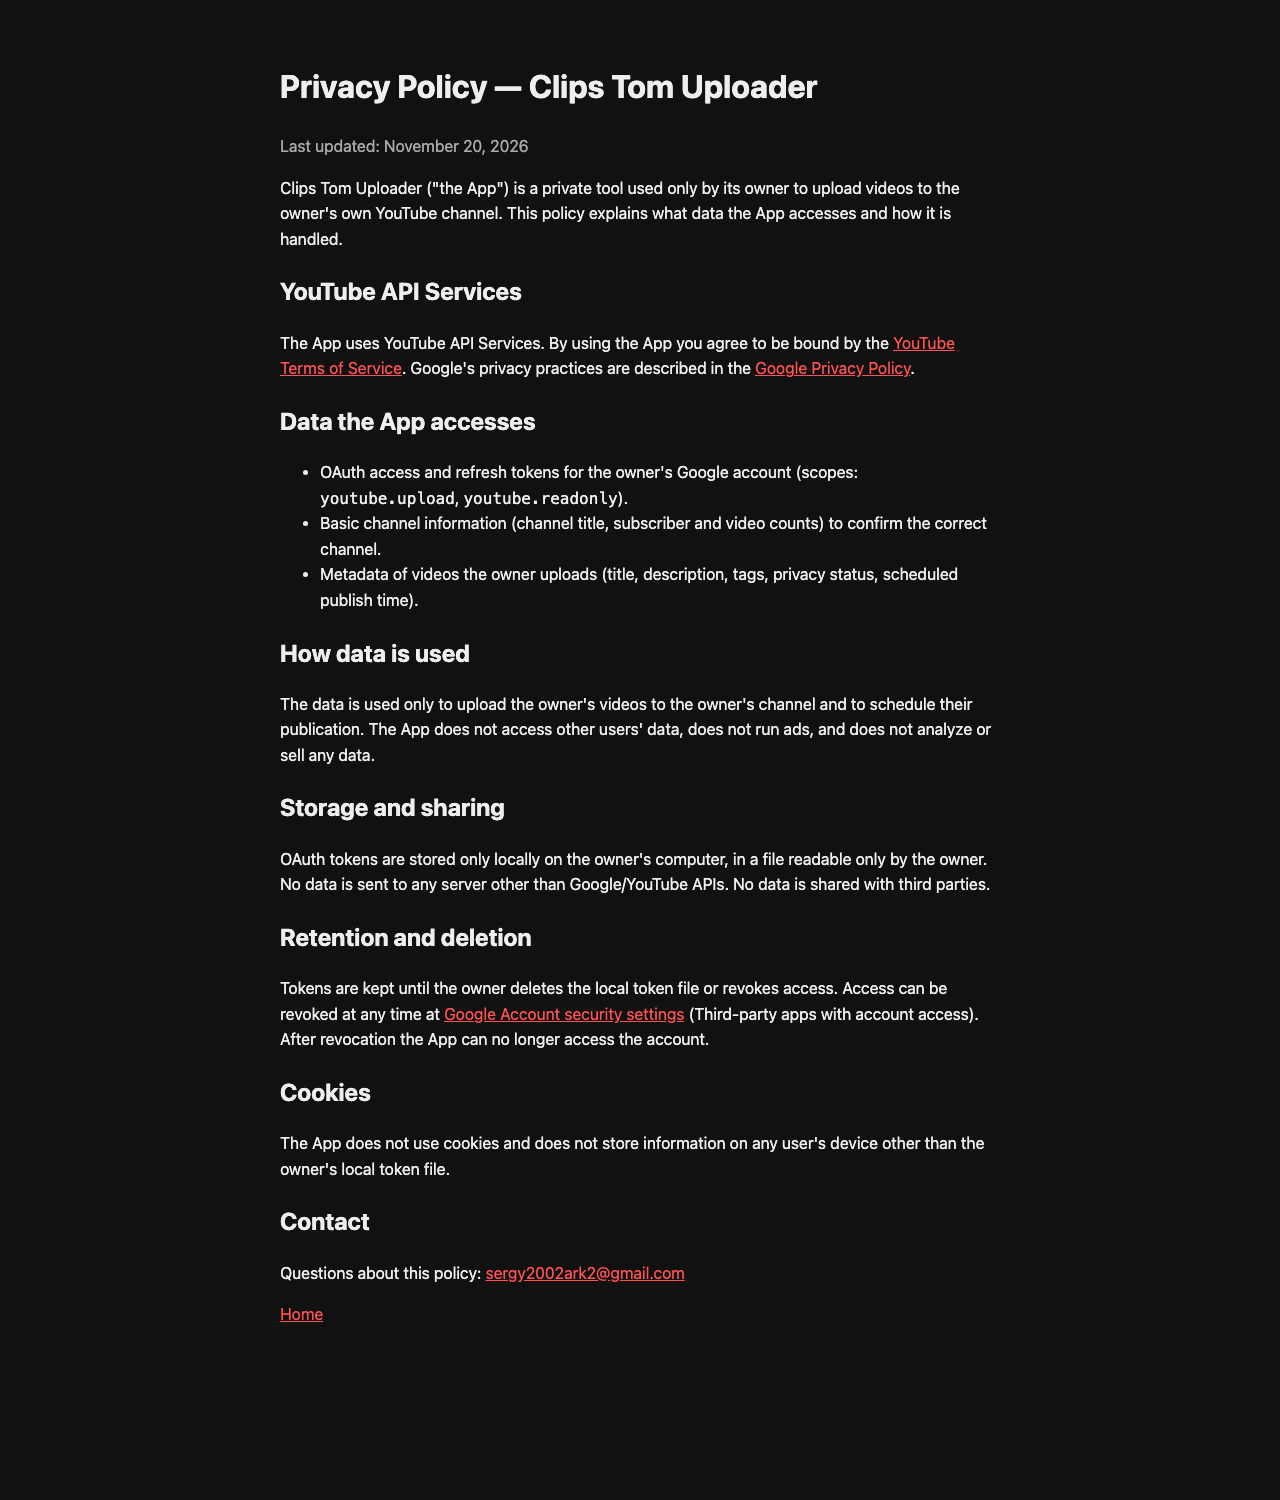 Privacy Policy — Clips Tom Uploader
Last updated: November 20, 2026
Clips Tom Uploader ("the App") is a private tool used only by its owner to upload videos to the
owner's own YouTube channel. This policy explains what data the App accesses and how it is
handled.
YouTube API Services
The App uses YouTube API Services. By using the App you agree to be bound by the YouTube
Terms of Service. Google's privacy practices are described in the Google Privacy Policy.
Data the App accesses
• OAuth access and refresh tokens for the owner's Google account (scopes:
youtube.upload, youtube.readonly).
• Basic channel information (channel title, subscriber and video counts) to confirm the correct
channel.
• Metadata of videos the owner uploads (title, description, tags, privacy status, scheduled
publish time).
How data is used
The data is used only to upload the owner's videos to the owner's channel and to schedule their
publication. The App does not access other users' data, does not run ads, and does not analyze or
sell any data.
Storage and sharing
OAuth tokens are stored only locally on the owner's computer, in a file readable only by the owner.
No data is sent to any server other than Google/YouTube APIs. No data is shared with third parties.
Retention and deletion
Tokens are kept until the owner deletes the local token file or revokes access. Access can be
revoked at any time at Google Account security settings (Third-party apps with account access).
After revocation the App can no longer access the account.
Cookies
The App does not use cookies and does not store information on any user's device other than the
owner's local token file.
Contact
Questions about this policy: sergy2002ark2@gmail.com
Home